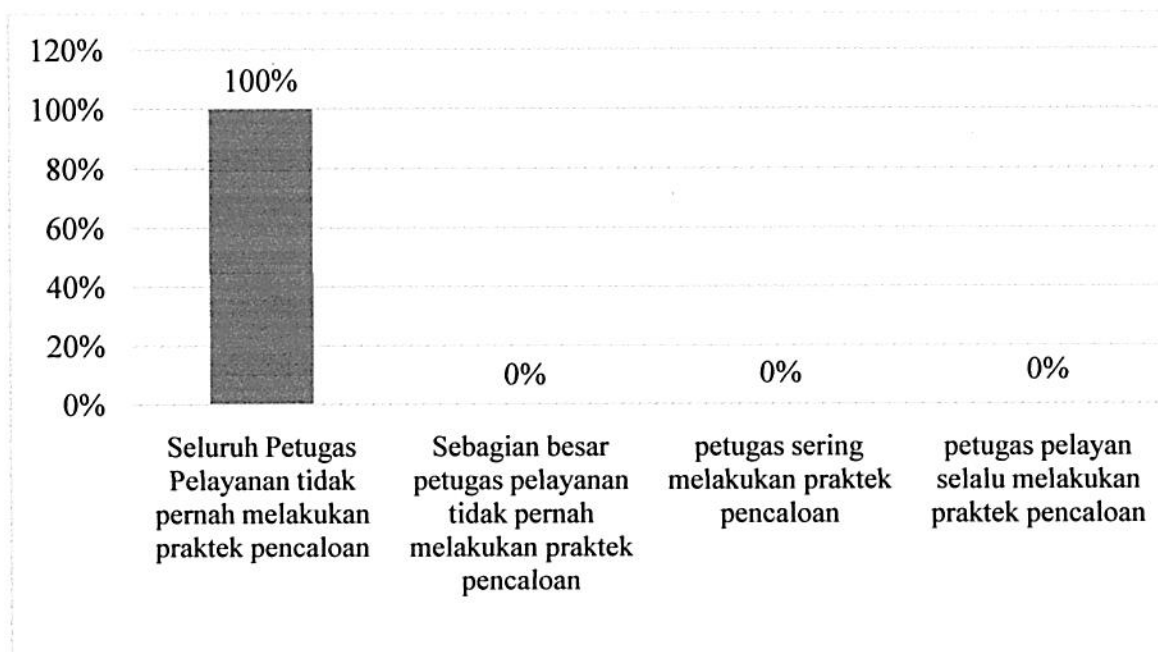 120%
100%
100%
80%
60%
40%
20%
0%
0%
0%
0%
Seluruh Petugas
Pelayanan tidak
pernah melakukan
praktek pencaloan
Sebagian besar
petugas pelayanan
tidak pernah
melakukan praktek
pencaloan
petugas sering
melakukan praktek
pencaloan
petugas pelayan
selalu melakukan
praktek pencaloan